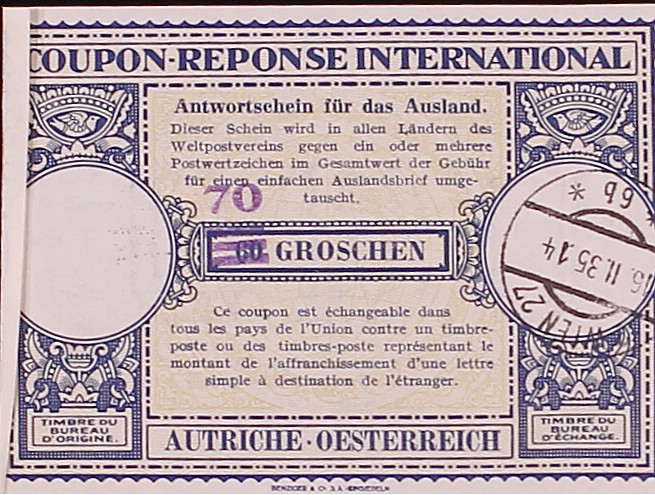 COUPON-REPONSE INTERNATIONAL
Antwortschein für das Ausland.
Dieser Schein wird in allen Ländern des
Weltpostvereins gegen ein oder mehrere
Postwertzeichen im Gesamtwert der Gebühr
für einen einfachen Auslandsbrief umge-
tauscht.
70
60 GROSCHEN
Ce coupon est échangeable dans
tous les pays de l'Union contre un timbre-
poste ou des timbres-poste représentant le
montant de l'affranchissement d'une lettre
simple à destination de l'étranger.
TIMBRE DU
BUREAU
D'ORIGINE.
AUTRICHE · OESTERREICH
TIMBRE DU
BUREAU
D'ÉCHANGE.
WIEN 27
16.II.35.14
* 6b *
BENZIGER & Co S.A. EINSIEDELN